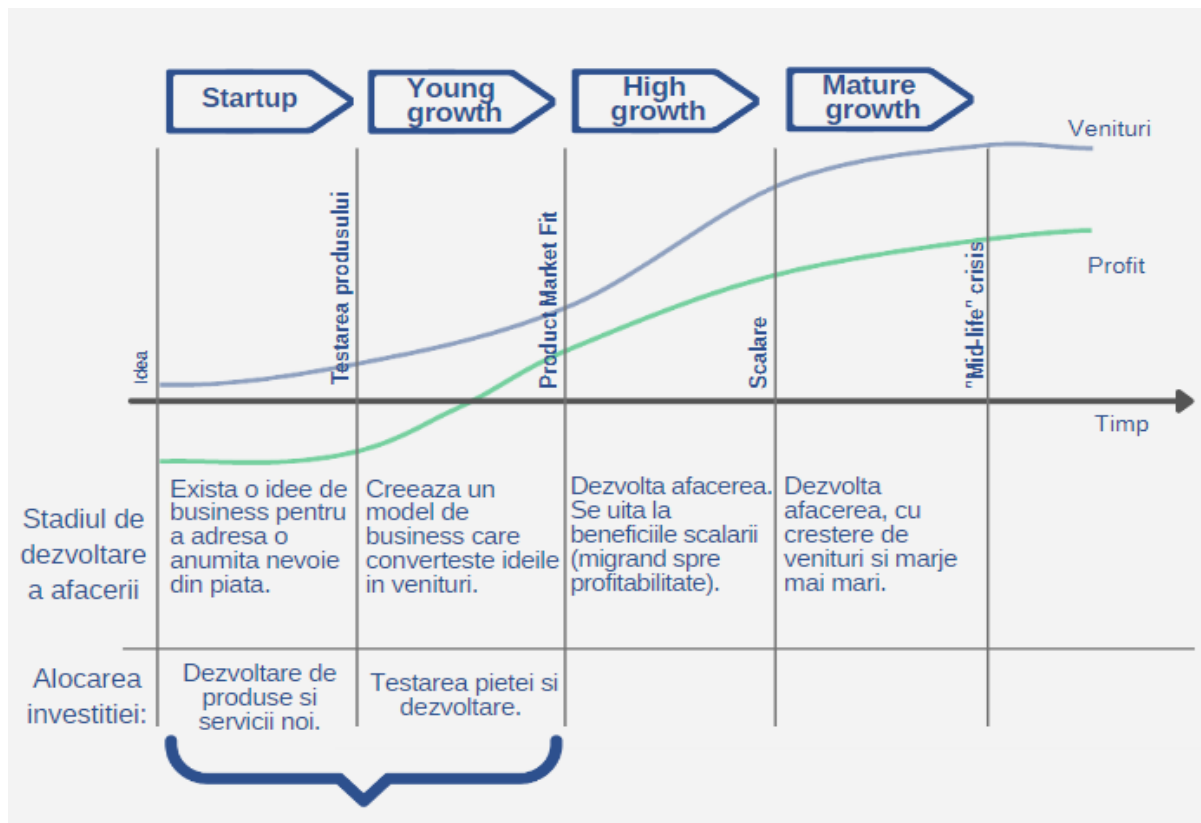 Startup
Young
growth
High
growth
Mature
growth
Venituri
Profit
Timp
Idea
Testarea produsului
Product Market Fit
Scalare
"Mid-life" crisis
Stadiul de
dezvoltare
a afacerii
Exista o idee de
business pentru
a adresa o
anumita nevoie
din piata.
Creeaza un
model de
business care
converteste ideile
in venituri.
Dezvolta afacerea.
Se uita la
beneficiile scalarii
(migrand spre
profitabilitate).
Dezvolta
afacerea, cu
crestere de
venituri si marje
mai mari.
Alocarea
investitiei:
Dezvoltare de
produse si
servicii noi.
Testarea pietei si
dezvoltare.